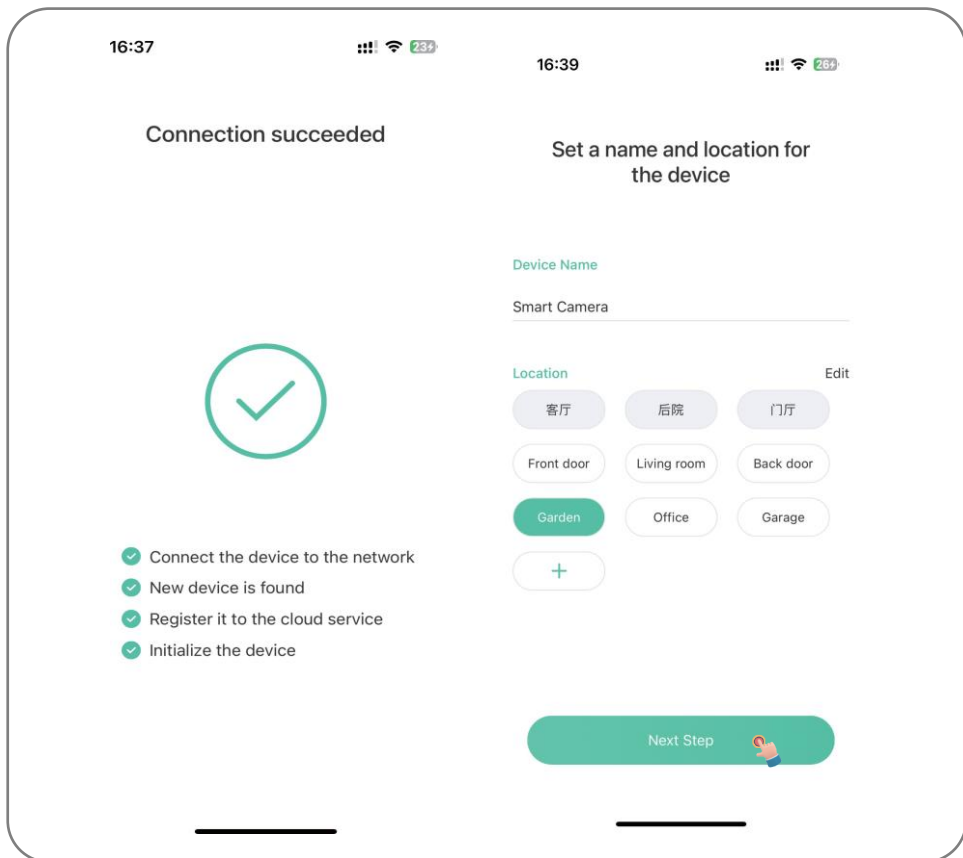 16:37
23
Connection succeeded
Connect the device to the network
New device is found
Register it to the cloud service
Initialize the device
16:39
26
Set a name and location for
the device
Device Name
Smart Camera
Location Edit
客厅 后院 门厅
Front door Living room Back door
Garden Office Garage
+
Next Step